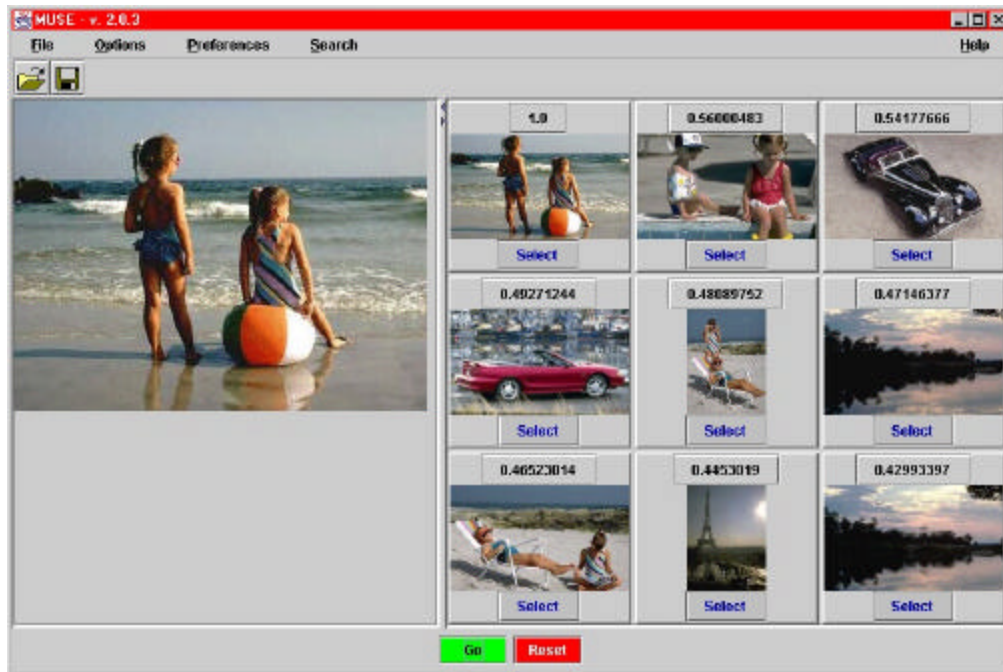 MUSE - v. 2.0.3
File Options Preferences Search Help
1.0 0.56000483 0.54177666
Select Select Select
0.49271244 0.48089752 0.47146377
Select Select Select
0.46523014 0.4453019 0.42993397
Select Select Select
Go Reset